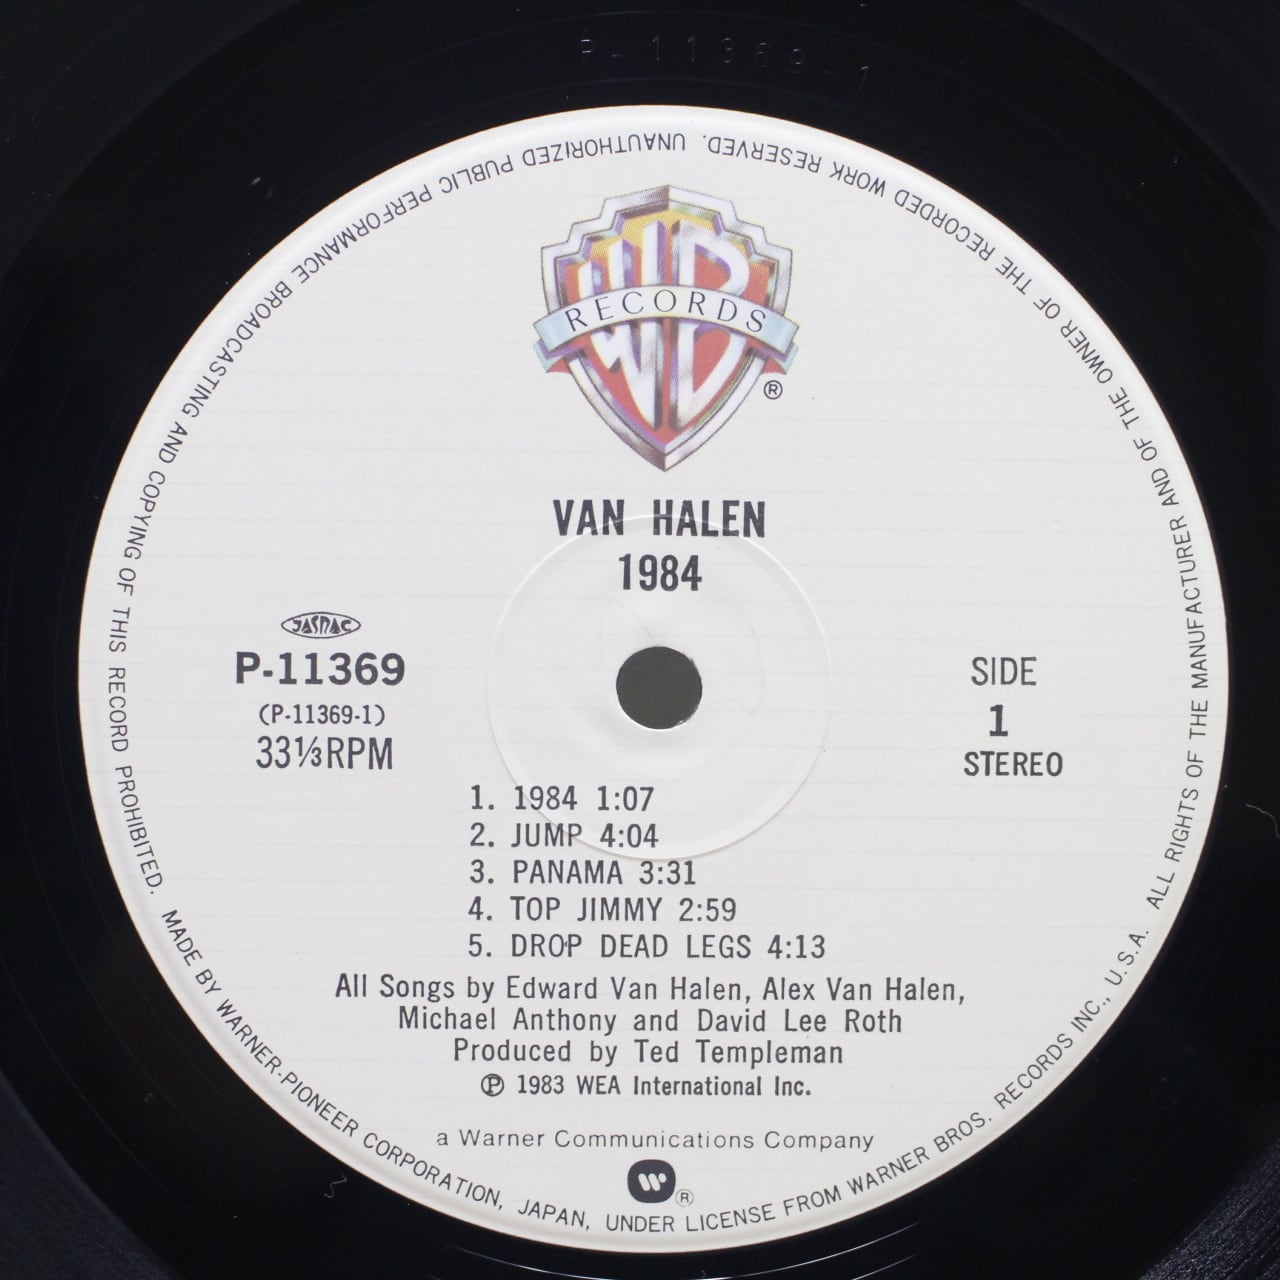 P-11369-1
ALL RIGHTS OF THE MANUFACTURER AND OF THE OWNER OF THE RECORDED WORK RESERVED. UNAUTHORIZED PUBLIC PERFORMANCE BROADCASTING AND COPYING OF THIS RECORD PROHIBITED.
WB
RECORDS
®
VAN HALEN
1984
JASRAC
P-11369
(P-11369-1)
33⅓RPM
SIDE
1
STEREO
1. 1984 1:07
2. JUMP 4:04
3. PANAMA 3:31
4. TOP JIMMY 2:59
5. DROP DEAD LEGS 4:13
All Songs by Edward Van Halen, Alex Van Halen,
Michael Anthony and David Lee Roth
Produced by Ted Templeman
℗ 1983 WEA International Inc.
a Warner Communications Company
®
MADE BY WARNER-PIONEER CORPORATION, JAPAN, UNDER LICENSE FROM WARNER BROS. RECORDS INC., U.S.A.